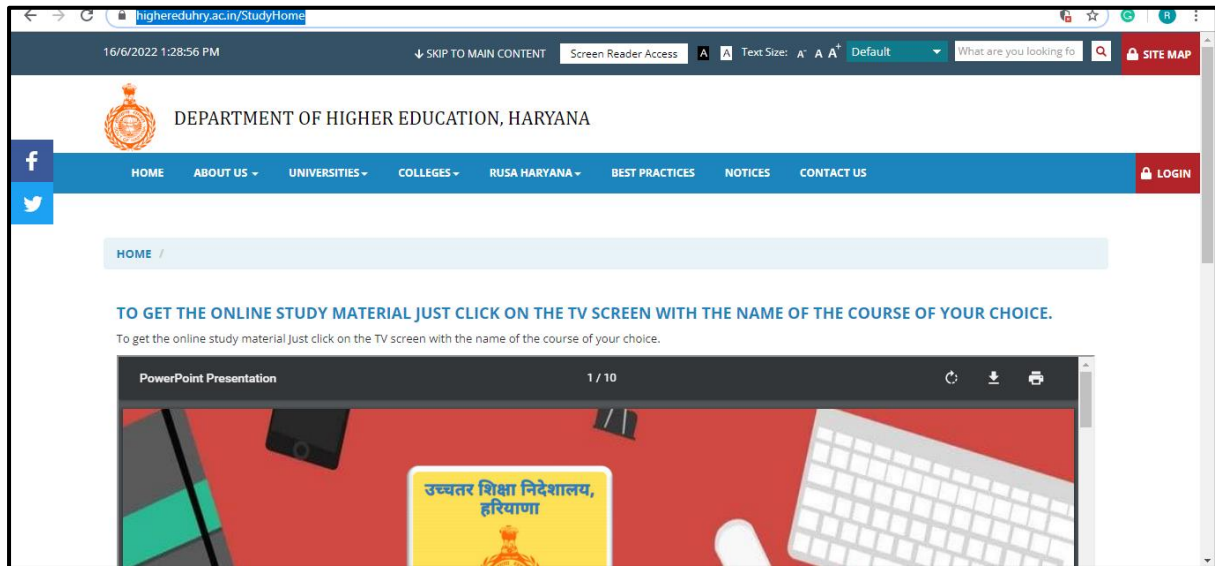 highereduhry.ac.in/StudyHome
G
R
16/6/2022 1:28:56 PM
SKIP TO MAIN CONTENT
Screen Reader Access
A
A
Text Size:
A-
A
A+
Default
What are you looking fo
SITE MAP
DEPARTMENT OF HIGHER EDUCATION, HARYANA
f
HOME
ABOUT US
UNIVERSITIES
COLLEGES
RUSA HARYANA
BEST PRACTICES
NOTICES
CONTACT US
LOGIN
HOME /
TO GET THE ONLINE STUDY MATERIAL JUST CLICK ON THE TV SCREEN WITH THE NAME OF THE COURSE OF YOUR CHOICE.
To get the online study material Just click on the TV screen with the name of the course of your choice.
PowerPoint Presentation
1 / 10
उच्चतर शिक्षा निदेशालय,
हरियाणा